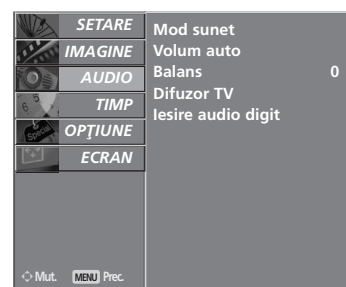 SETARE
IMAGINE
AUDIO
TIMP
OPŢIUNE
ECRAN
Mod sunet
Volum auto
Balans 0
Difuzor TV
Iesire audio digit
Mut. MENU Prec.